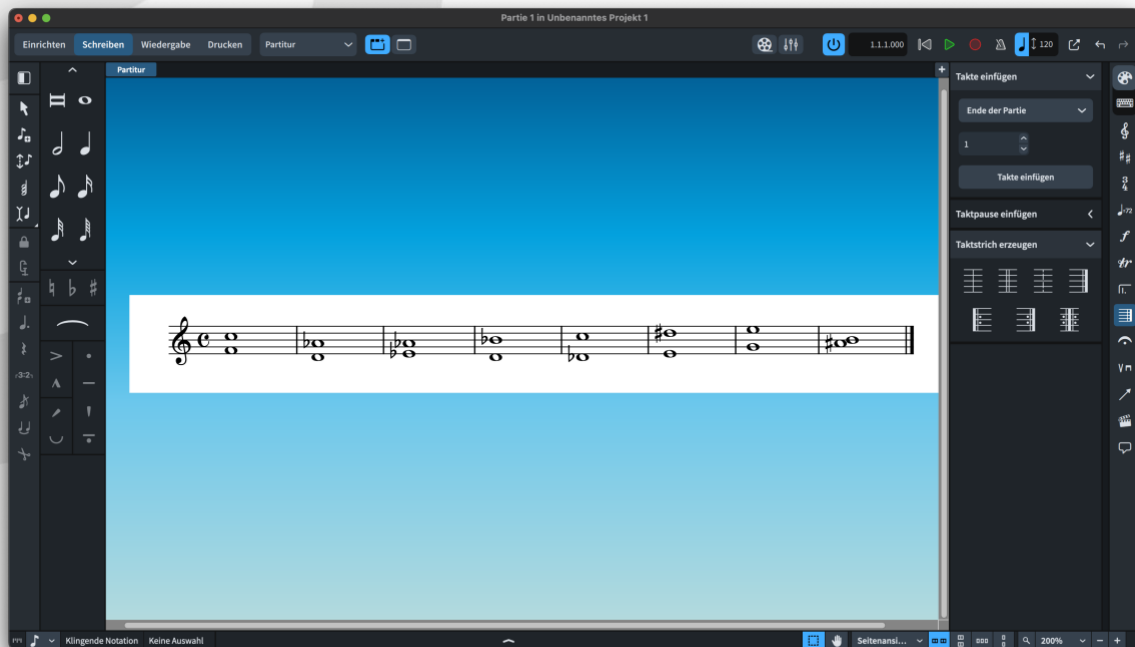 Partie 1 in Unbenanntes Projekt 1
Einrichten Schreiben Wiedergabe Drucken Partitur 1.1.1.000 120
Partitur
Takte einfügen
Ende der Partie
1
Takte einfügen
Taktpause einfügen
Taktstrich erzeugen
Klingende Notation Keine Auswahl Seitenansi... 200%